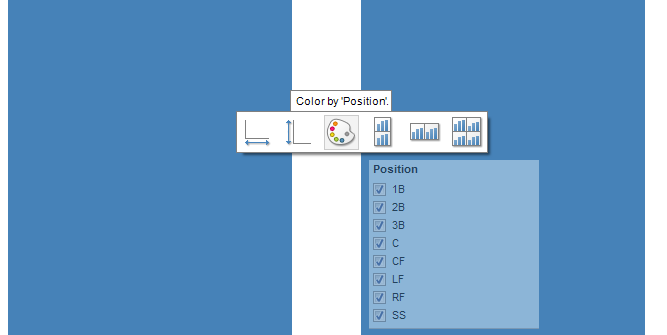 Color by 'Position'.
Position
1B
2B
3B
C
CF
LF
RF
SS